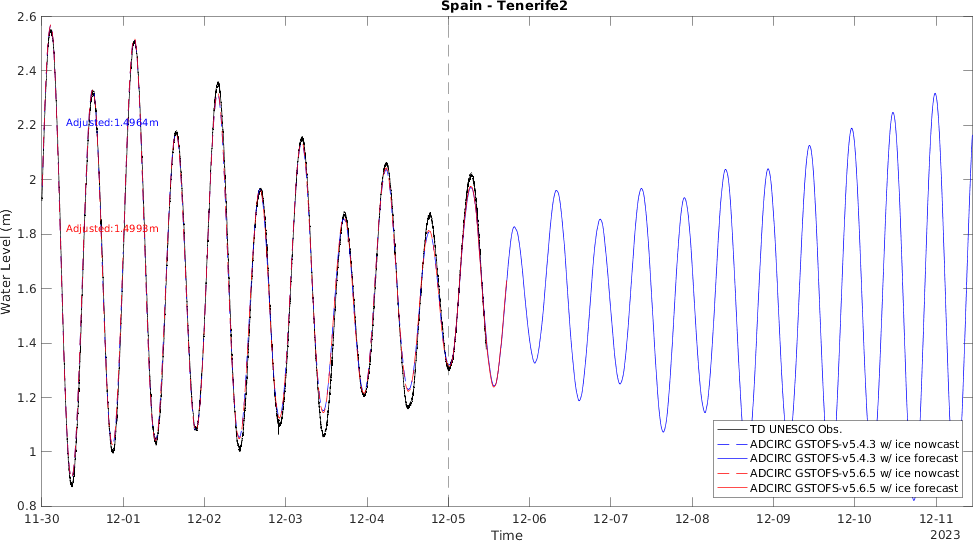 Spain - Tenerife2
2.6
2.4
2.2
2
1.8
1.6
1.4
1.2
1
0.8
Water Level (m)
Adjusted:1.4964m
Adjusted:1.4993m
TD UNESCO Obs.
ADCIRC GSTOFS-v5.4.3 w/ ice nowcast
ADCIRC GSTOFS-v5.4.3 w/ ice forecast
ADCIRC GSTOFS-v5.6.5 w/ ice nowcast
ADCIRC GSTOFS-v5.6.5 w/ ice forecast
11-30 12-01 12-02 12-03 12-04 12-05 12-06 12-07 12-08 12-09 12-10 12-11
Time 2023